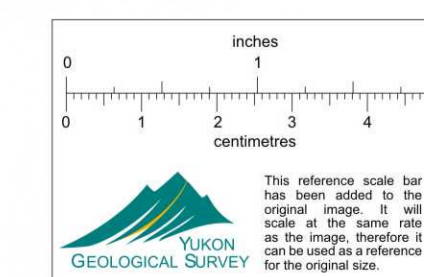 inches
0 1
0 1 2 3 4
centimetres
YUKON
GEOLOGICAL SURVEY
This reference scale bar
has been added to the
original image. It will
scale at the same rate
as the image, therefore it
can be used as a reference
for the original size.